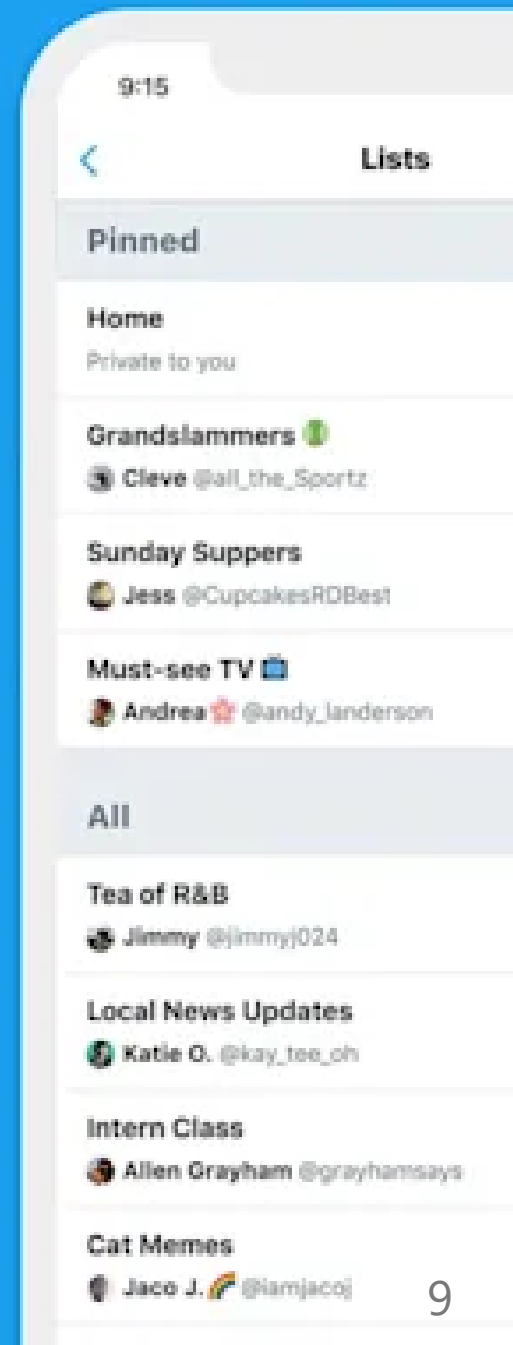 9:15
Lists
Pinned
Home
Private to you
Grandslammers
Cleve @all_the_Sportz
Sunday Suppers
Jess @CupcakesRDBest
Must-see TV
Andrea @andy_landerson
All
Tea of R&B
Jimmy @jimmyj024
Local News Updates
Katie O. @kay_tee_oh
Intern Class
Allen Grayham @grayhamsays
Cat Memes
Jaco J. @iamjacoj
9